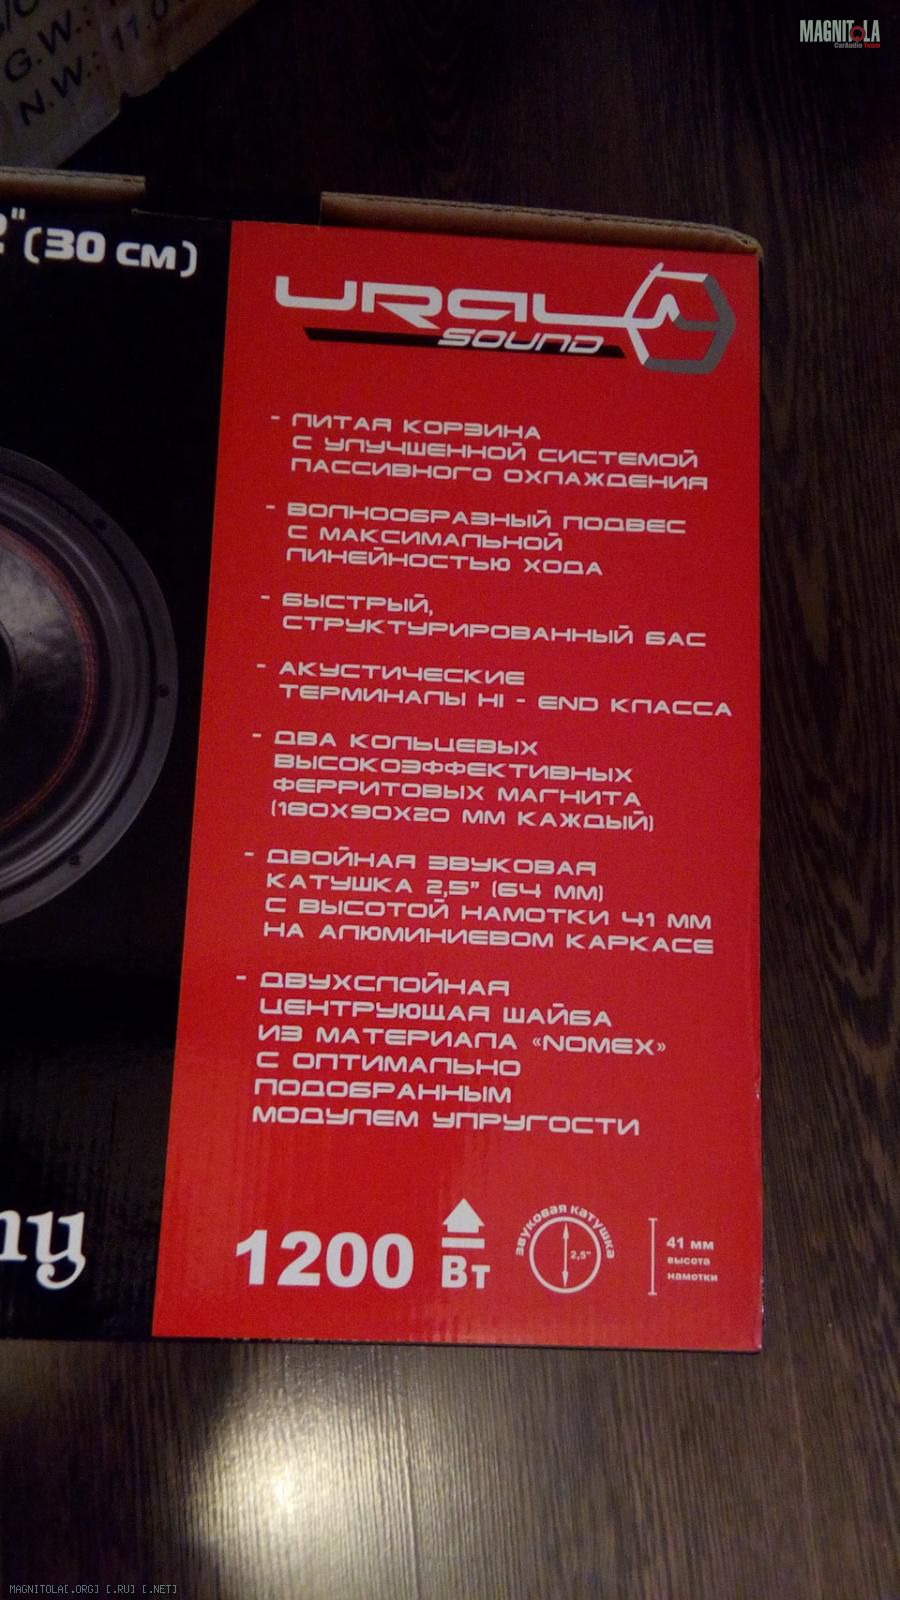 MAGNITOLA
CarAudio Team
G.W.:
N.W.: 11.0
2" (30 см)
URAL
SOUND
- ЛИТАЯ КОРЗИНА
С УЛУЧШЕННОЙ СИСТЕМОЙ
ПАССИВНОГО ОХЛАЖДЕНИЯ
- ВОЛНООБРАЗНЫЙ ПОДВЕС
С МАКСИМАЛЬНОЙ
ЛИНЕЙНОСТЬЮ ХОДА
- БЫСТРЫЙ,
СТРУКТУРИРОВАННЫЙ БАС
- АКУСТИЧЕСКИЕ
ТЕРМИНАЛЫ HI - END КЛАССА
- ДВА КОЛЬЦЕВЫХ
ВЫСОКОЭФФЕКТИВНЫХ
ФЕРРИТОВЫХ МАГНИТА
(180X90X20 ММ КАЖДЫЙ)
- ДВОЙНАЯ ЗВУКОВАЯ
КАТУШКА 2,5" (64 ММ)
С ВЫСОТОЙ НАМОТКИ 41 ММ
НА АЛЮМИНИЕВОМ КАРКАСЕ
- ДВУХСЛОЙНАЯ
ЦЕНТРУЮЩАЯ ШАЙБА
ИЗ МАТЕРИАЛА «NOMEX»
С ОПТИМАЛЬНО
ПОДОБРАННЫМ
МОДУЛЕМ УПРУГОСТИ
ny
1200 Вт
звуковая катушка
2,5"
41 мм
высота
намотки
MAGNITOLA[.ORG] [.RU] [.NET]